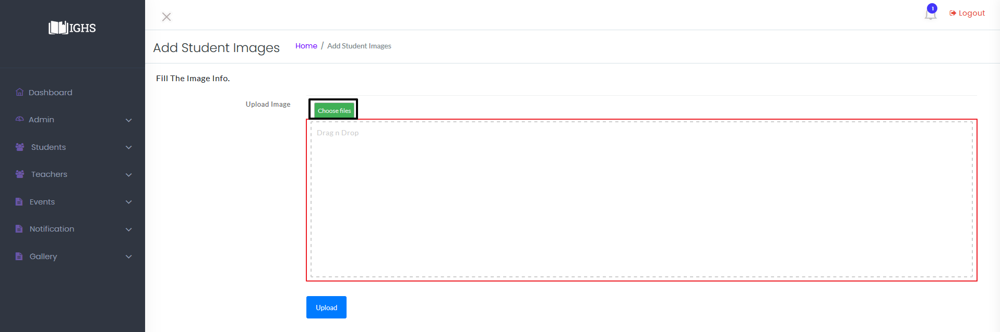 IGHS
Dashboard
Admin
Students
Teachers
Events
Notification
Gallery
1
Logout
Add Student Images
Home / Add Student Images
Fill The Image Info.
Upload Image
Choose files
Drag n Drop
Upload